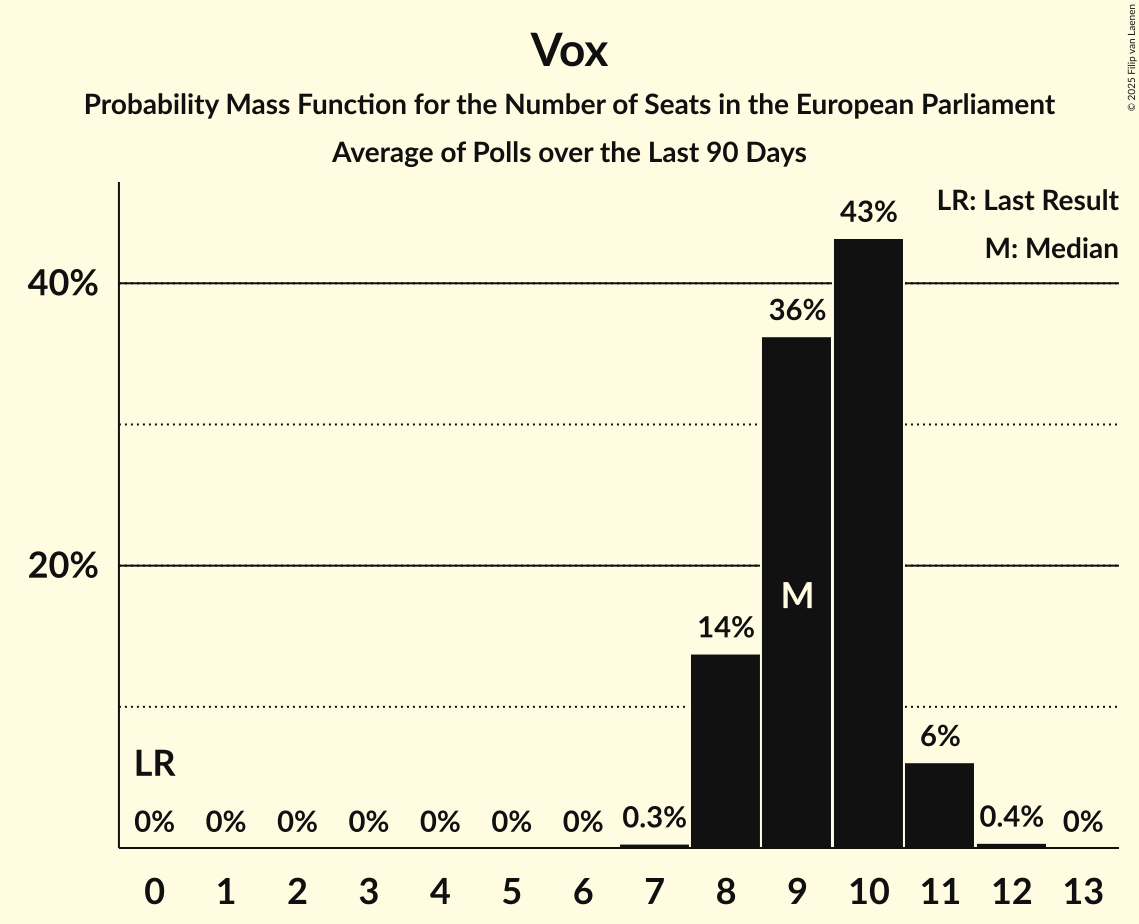 Vox
Probability Mass Function for the Number of Seats in the European Parliament
Average of Polls over the Last 90 Days
© 2025 Filip van Laenen
LR: Last Result
M: Median
43%
40%
36%
20%
M
14%
6%
LR
0% 0% 0% 0% 0% 0% 0% 0.3% 0.4% 0%
0 1 2 3 4 5 6 7 8 9 10 11 12 13